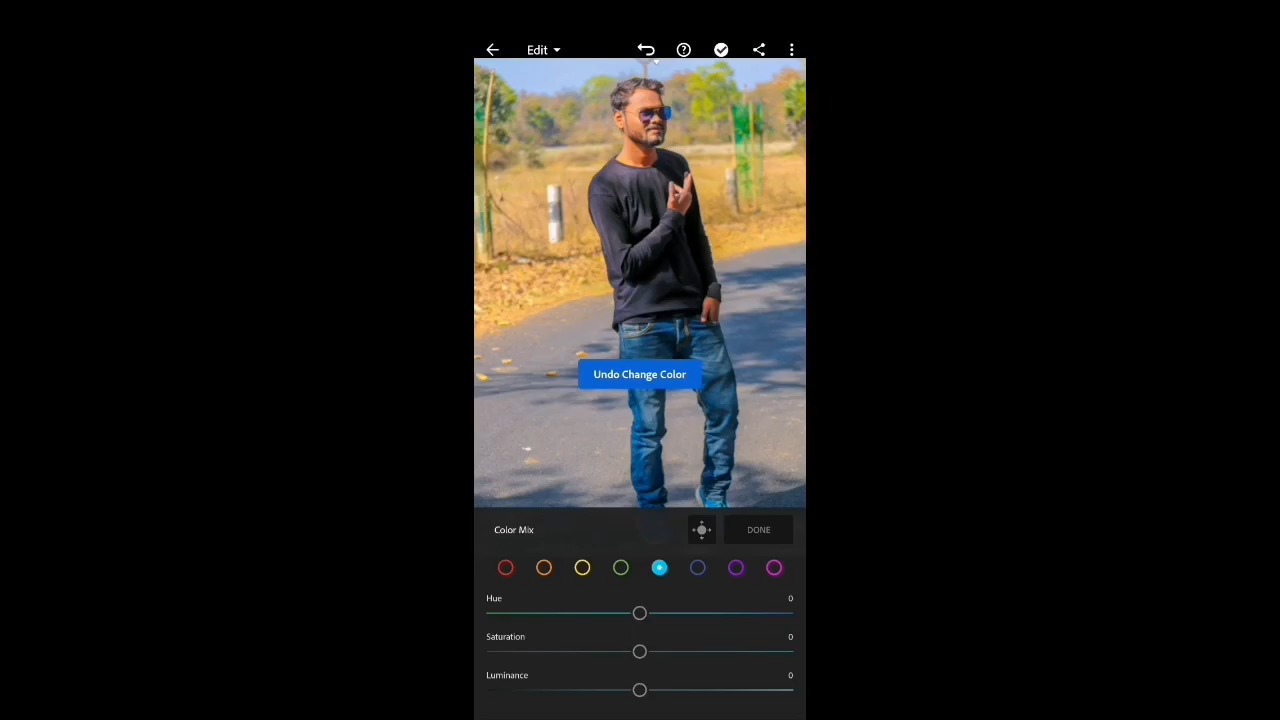 Edit
Undo Change Color
Color Mix
DONE
Hue 0
Saturation 0
Luminance 0